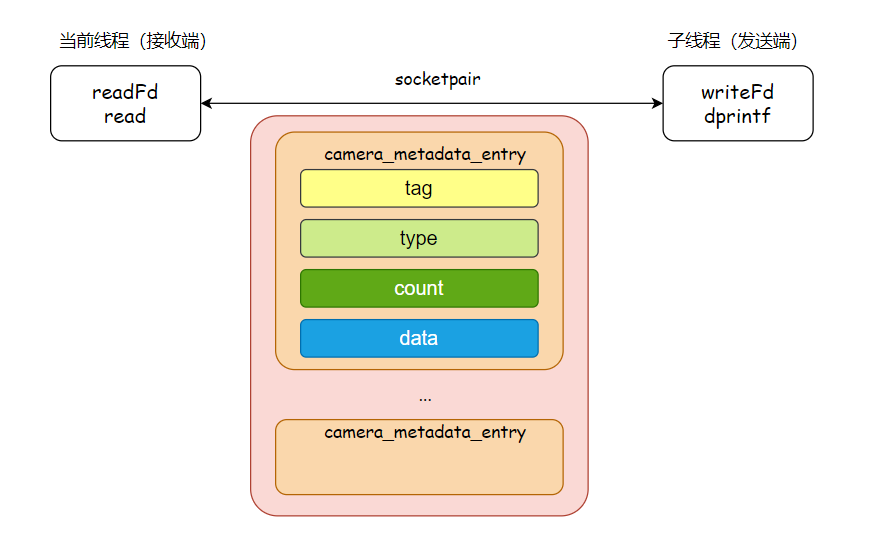 当前线程（接收端）
子线程（发送端）
readFd
read
socketpair
writeFd
dprintf
camera_metadata_entry
tag
type
count
data
...
camera_metadata_entry